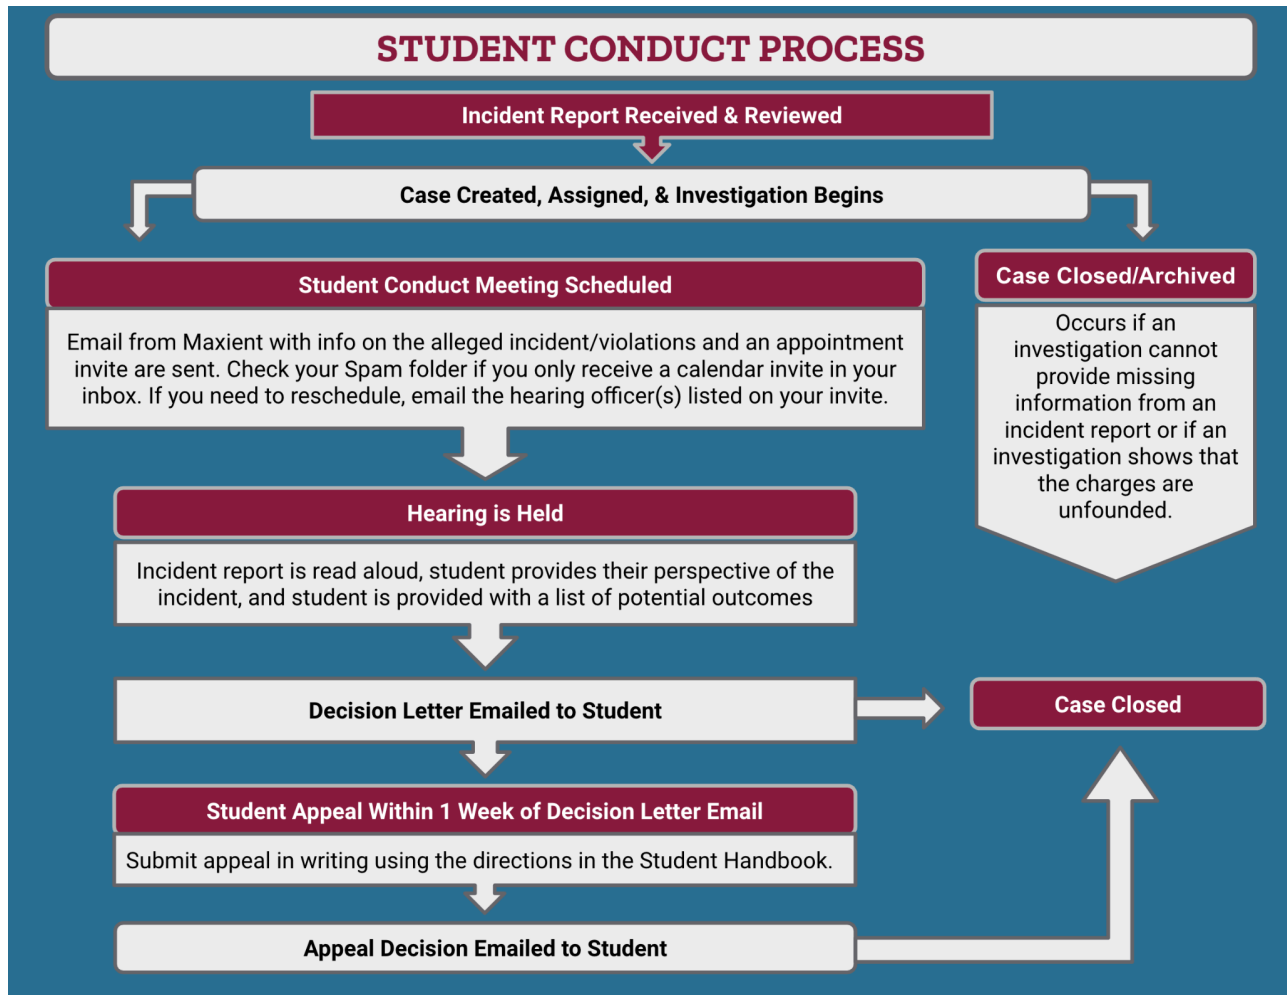 STUDENT CONDUCT PROCESS
Incident Report Received & Reviewed
Case Created, Assigned, & Investigation Begins
Student Conduct Meeting Scheduled
Email from Maxient with info on the alleged incident/violations and an appointment
invite are sent. Check your Spam folder if you only receive a calendar invite in your
inbox. If you need to reschedule, email the hearing officer(s) listed on your invite.
Case Closed/Archived
Occurs if an
investigation cannot
provide missing
information from an
incident report or if an
investigation shows that
the charges are
unfounded.
Hearing is Held
Incident report is read aloud, student provides their perspective of the
incident, and student is provided with a list of potential outcomes
Decision Letter Emailed to Student
Case Closed
Student Appeal Within 1 Week of Decision Letter Email
Submit appeal in writing using the directions in the Student Handbook.
Appeal Decision Emailed to Student